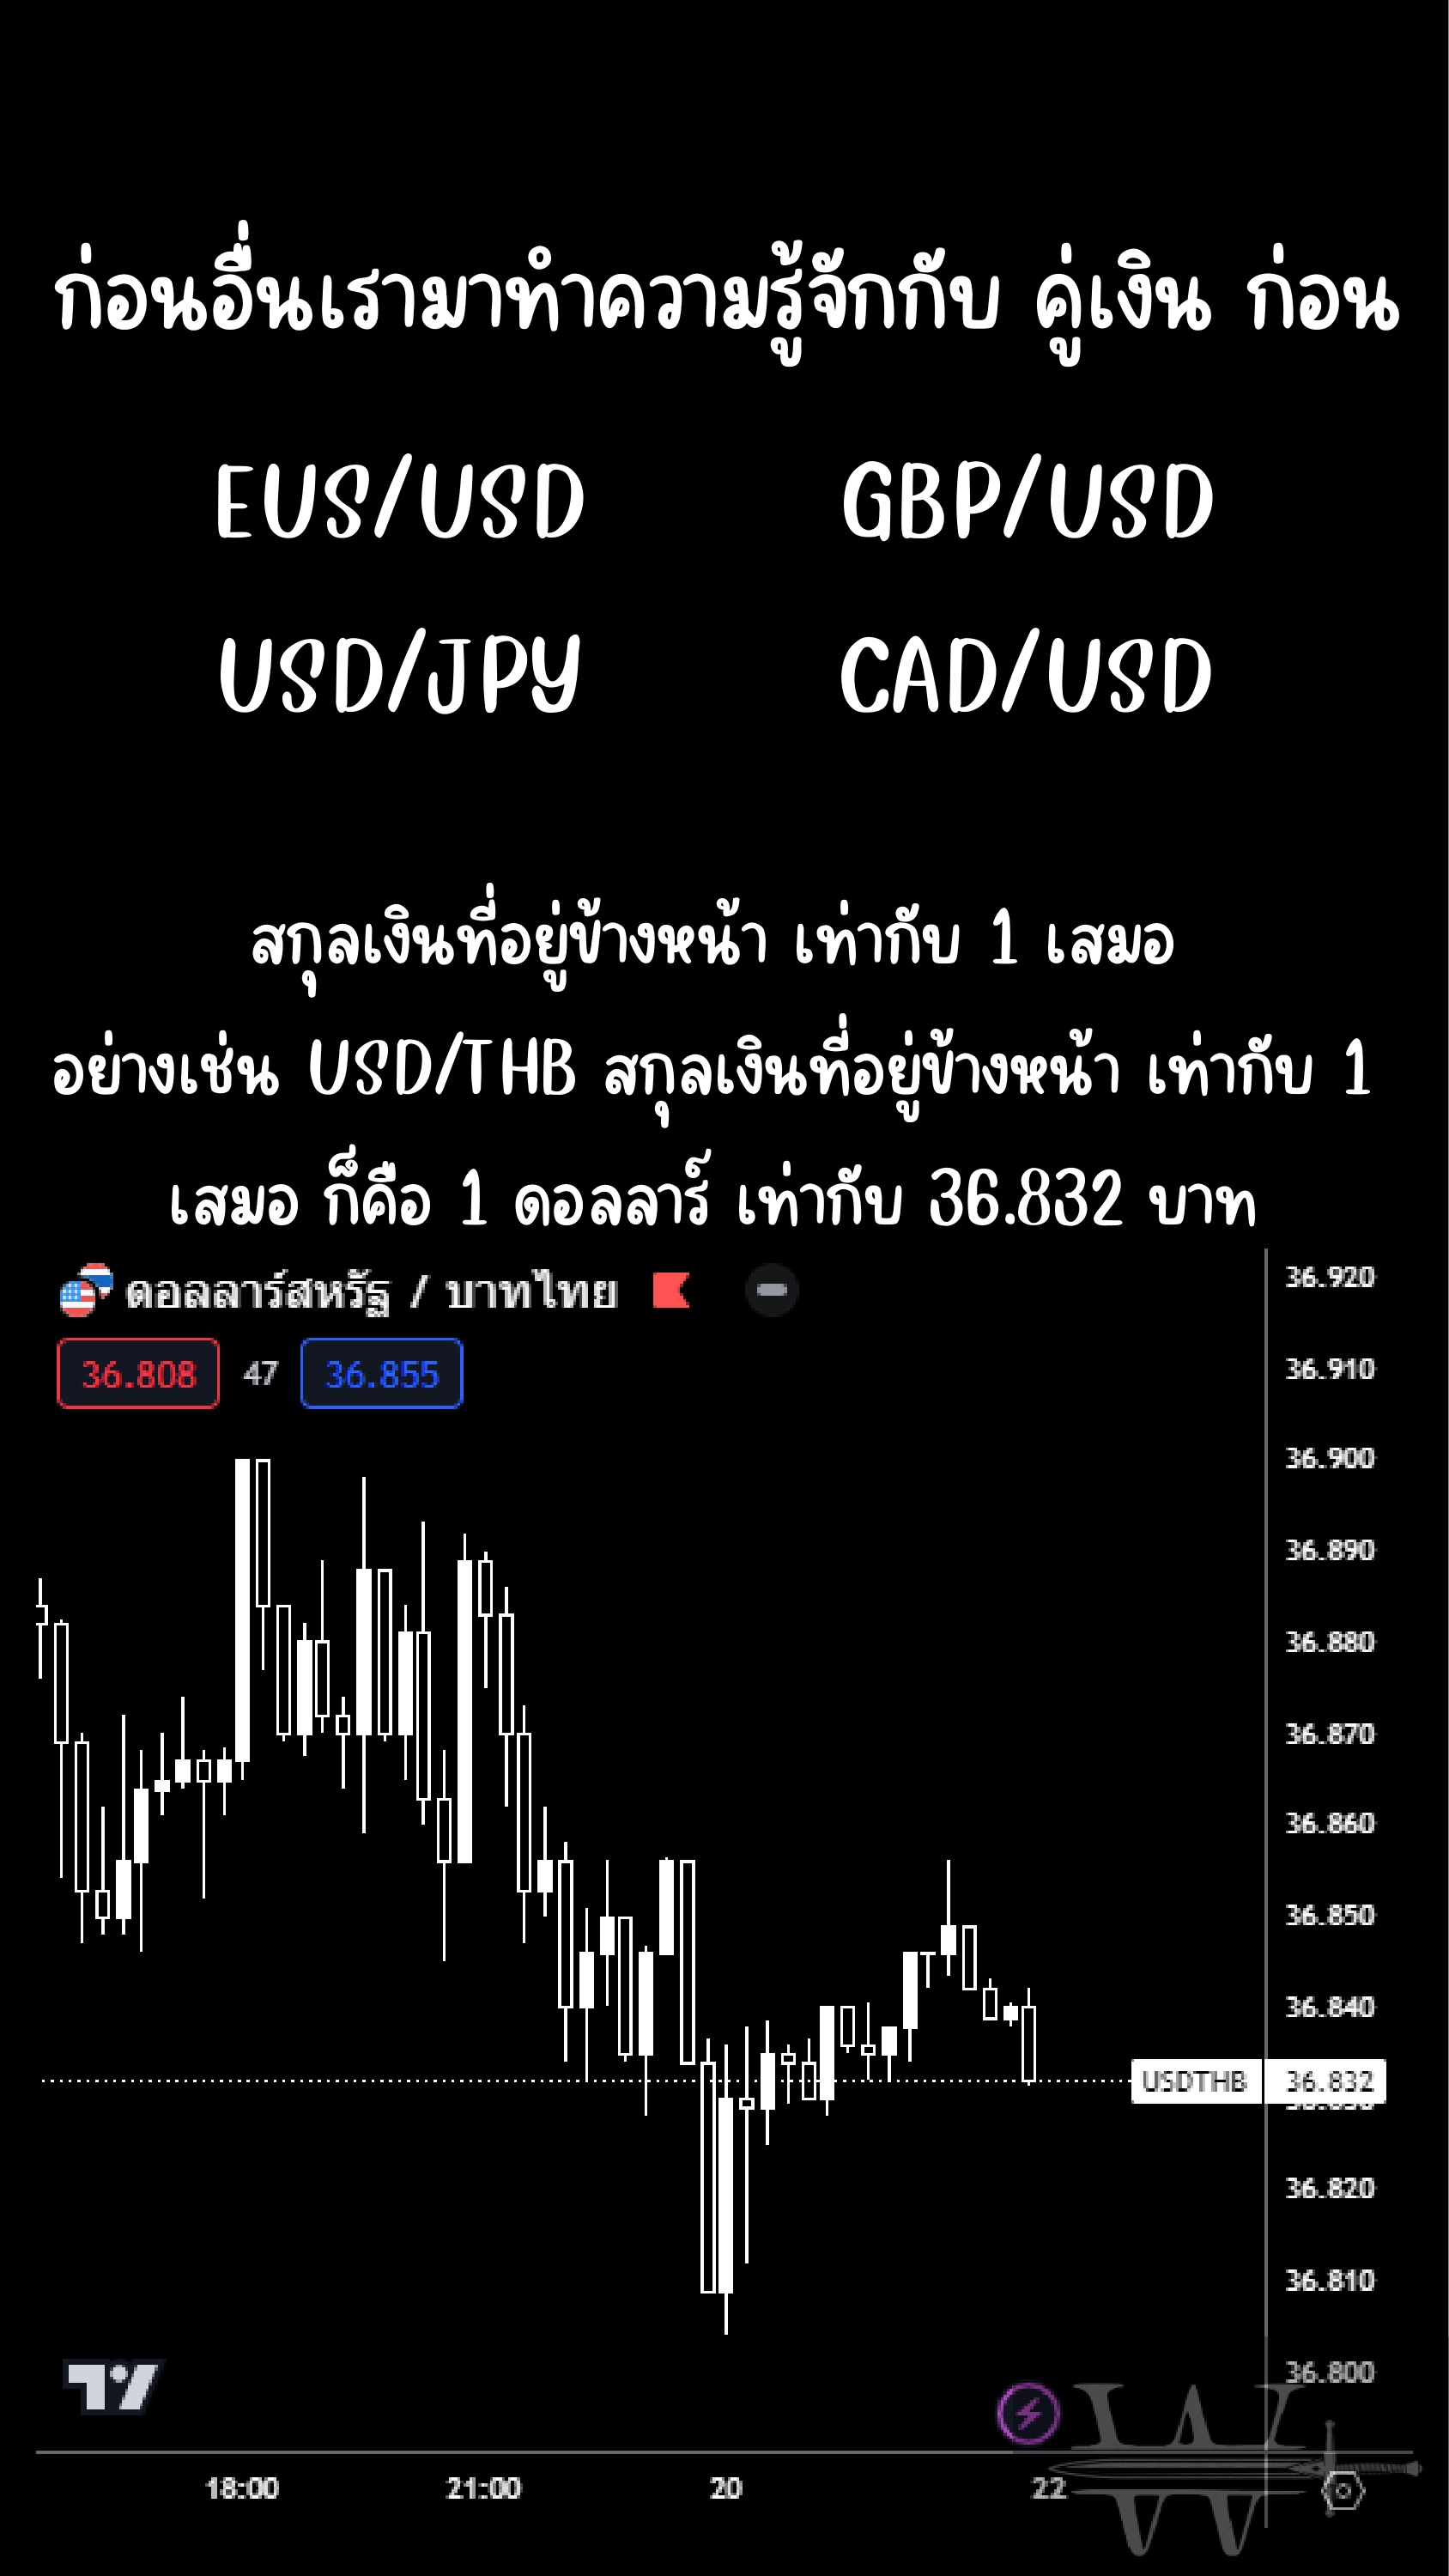 ก่อนอื่นเรามาทำความรู้จักกับ คู่เงิน ก่อน
EUS/USD GBP/USD
USD/JPY CAD/USD
สกุลเงินที่อยู่ข้างหน้า เท่ากับ 1 เสมอ
อย่างเช่น USD/THB สกุลเงินที่อยู่ข้างหน้า เท่ากับ 1
เสมอ ก็คือ 1 ดอลลาร์ เท่ากับ 36.832 บาท
ดอลลาร์สหรัฐ / บาทไทย
36.808 47 36.855
36.920
36.910
36.900
36.890
36.880
36.870
36.860
36.850
36.840
USDTHB 36.832
36.820
36.810
36.800
W
18:00 21:00 20 22